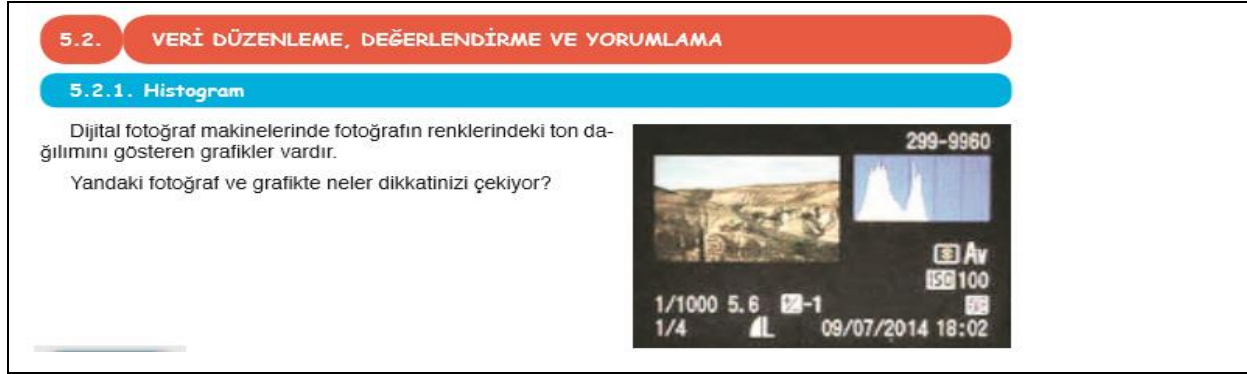 5.2. VERİ DÜZENLEME, DEĞERLENDİRME VE YORUMLAMA
5.2.1. Histogram
Dijital fotoğraf makinelerinde fotoğrafın renklerindeki ton da-
ğılımını gösteren grafikler vardır.
Yandaki fotoğraf ve grafikte neler dikkatinizi çekiyor?
299-9960
Av
ISO 100
1/1000 5.6 -1
1/4 L 09/07/2014 18:02